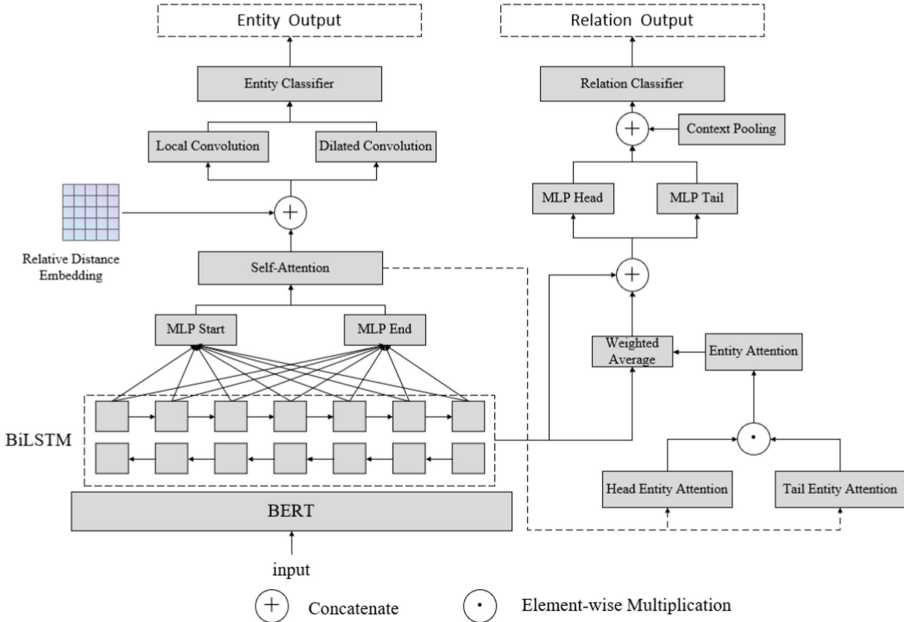 Entity Output
Relation Output
Entity Classifier
Relation Classifier
Local Convolution
Dilated Convolution
Context Pooling
MLP Head
MLP Tail
Relative Distance
Embedding
Self-Attention
MLP Start
MLP End
Weighted
Average
Entity Attention
BiLSTM
Head Entity Attention
Tail Entity Attention
BERT
input
Concatenate
Element-wise Multiplication